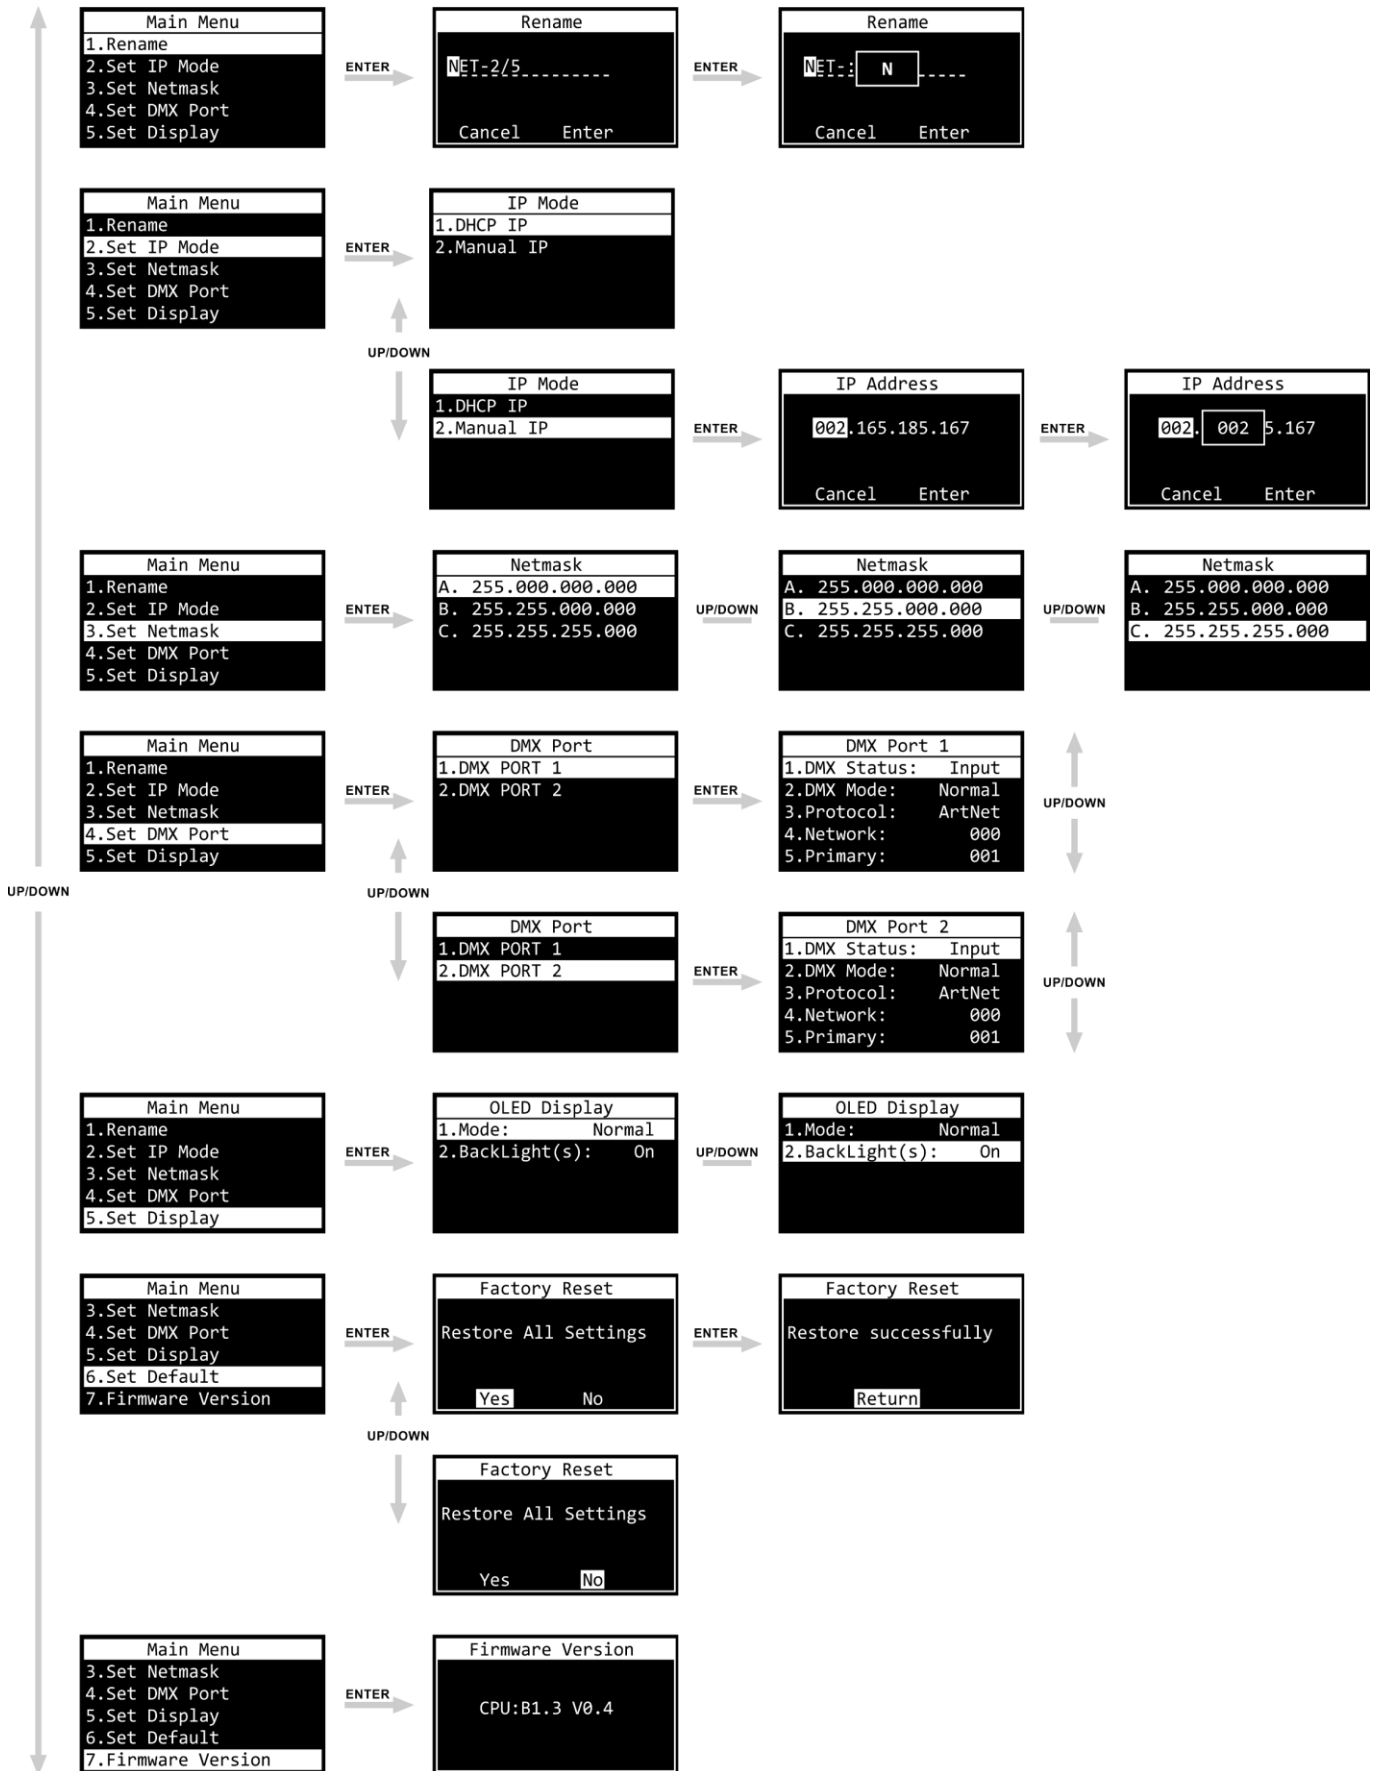 Main Menu
1.Rename
2.Set IP Mode
3.Set Netmask
4.Set DMX Port
5.Set Display
ENTER
Rename
NET-2/5
Cancel Enter
ENTER
Rename
NET-: N
Cancel Enter
Main Menu
1.Rename
2.Set IP Mode
3.Set Netmask
4.Set DMX Port
5.Set Display
ENTER
IP Mode
1.DHCP IP
2.Manual IP
UP/DOWN
IP Mode
1.DHCP IP
2.Manual IP
ENTER
IP Address
002.165.185.167
Cancel Enter
ENTER
IP Address
002. 002 5.167
Cancel Enter
Main Menu
1.Rename
2.Set IP Mode
3.Set Netmask
4.Set DMX Port
5.Set Display
ENTER
Netmask
A. 255.000.000.000
B. 255.255.000.000
C. 255.255.255.000
UP/DOWN
Netmask
A. 255.000.000.000
B. 255.255.000.000
C. 255.255.255.000
UP/DOWN
Netmask
A. 255.000.000.000
B. 255.255.000.000
C. 255.255.255.000
Main Menu
1.Rename
2.Set IP Mode
3.Set Netmask
4.Set DMX Port
5.Set Display
ENTER
DMX Port
1.DMX PORT 1
2.DMX PORT 2
ENTER
DMX Port 1
1.DMX Status: Input
2.DMX Mode: Normal
3.Protocol: ArtNet
4.Network: 000
5.Primary: 001
UP/DOWN
UP/DOWN
UP/DOWN
DMX Port
1.DMX PORT 1
2.DMX PORT 2
ENTER
DMX Port 2
1.DMX Status: Input
2.DMX Mode: Normal
3.Protocol: ArtNet
4.Network: 000
5.Primary: 001
UP/DOWN
Main Menu
1.Rename
2.Set IP Mode
3.Set Netmask
4.Set DMX Port
5.Set Display
ENTER
OLED Display
1.Mode: Normal
2.BackLight(s): On
UP/DOWN
OLED Display
1.Mode: Normal
2.BackLight(s): On
Main Menu
3.Set Netmask
4.Set DMX Port
5.Set Display
6.Set Default
7.Firmware Version
ENTER
Factory Reset
Restore All Settings
Yes No
ENTER
Factory Reset
Restore successfully
Return
UP/DOWN
Factory Reset
Restore All Settings
Yes No
Main Menu
3.Set Netmask
4.Set DMX Port
5.Set Display
6.Set Default
7.Firmware Version
ENTER
Firmware Version
CPU:B1.3 V0.4